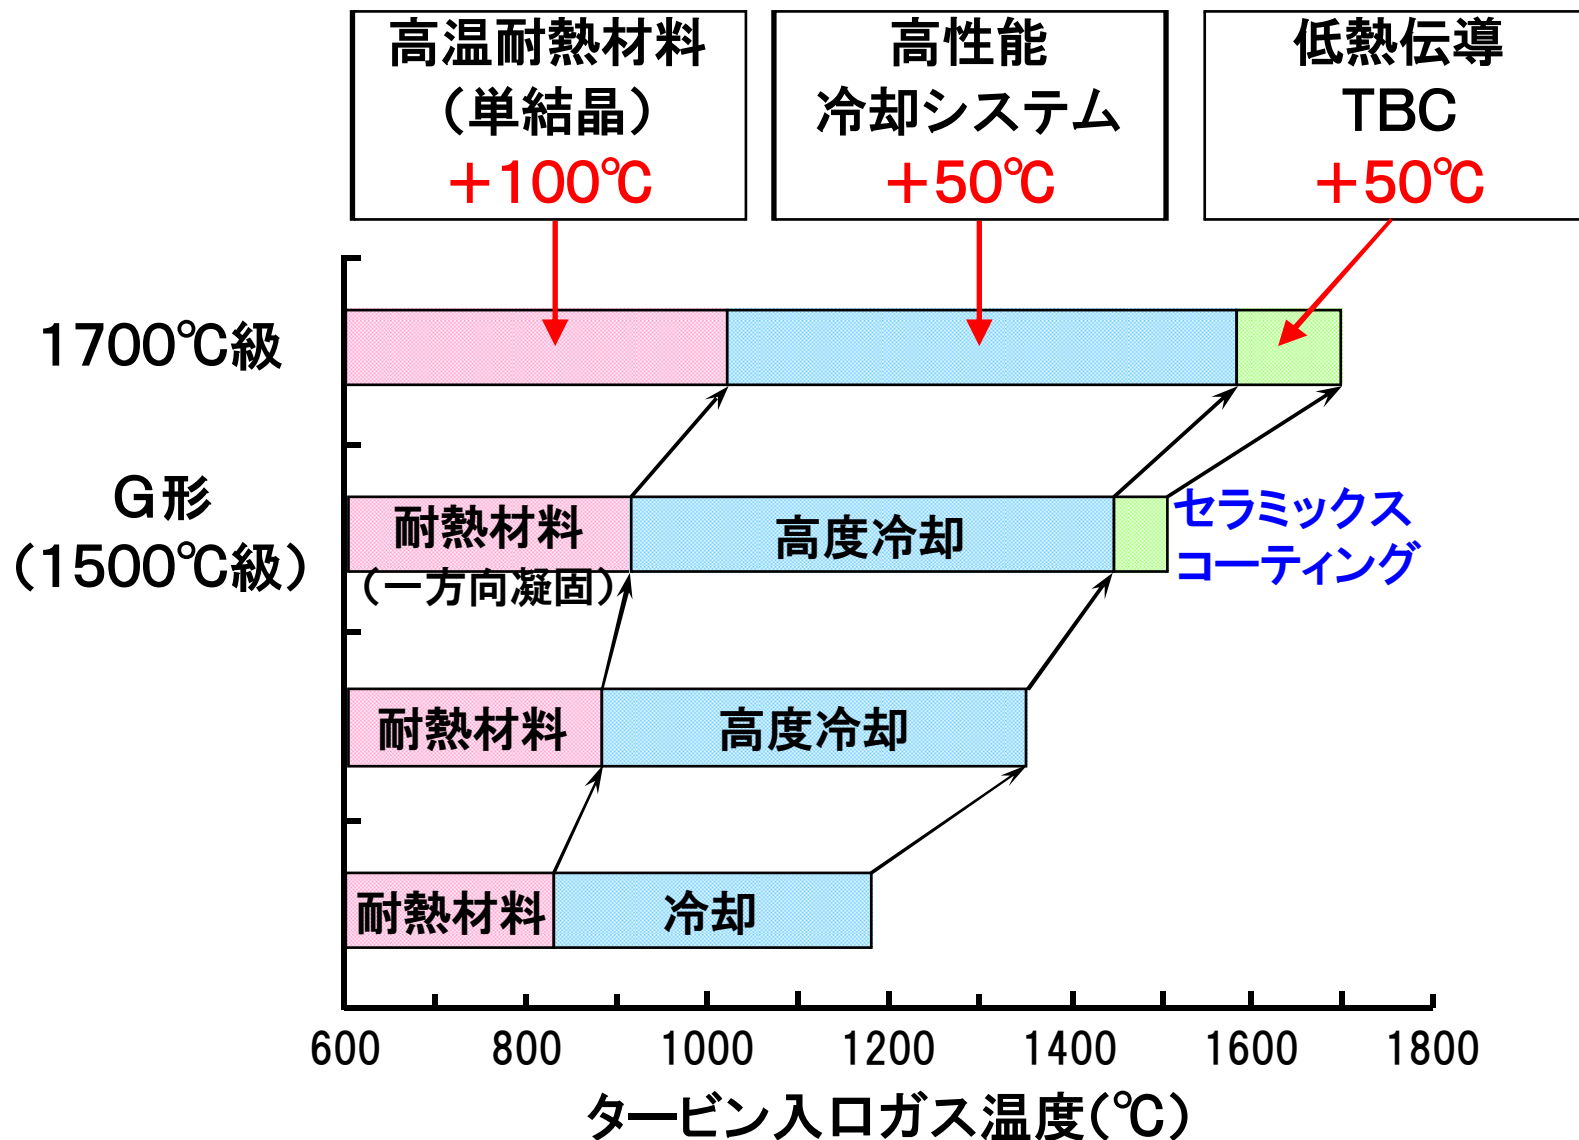 高温耐熱材料
（単結晶）
＋100℃
高性能
冷却システム
＋50℃
低熱伝導
TBC
＋50℃
1700℃級
G形
（1500℃級）
耐熱材料
（一方向凝固）
高度冷却
セラミックス
コーティング
耐熱材料
高度冷却
耐熱材料
冷却
600
800
1000
1200
1400
1600
1800
タービン入口ガス温度(℃)